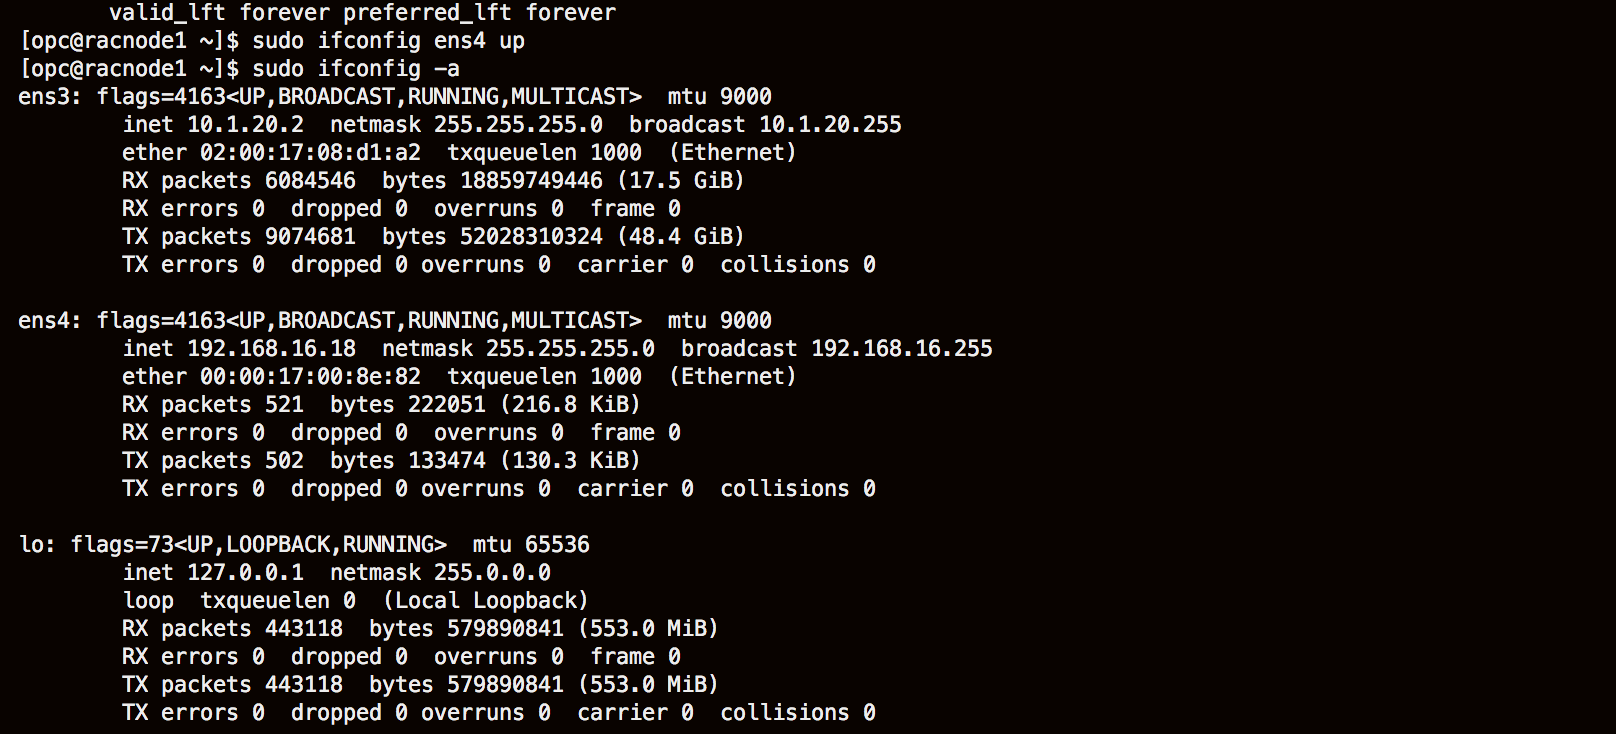 valid_lft forever preferred_lft forever
[opc@racnode1 ~]$ sudo ifconfig ens4 up
[opc@racnode1 ~]$ sudo ifconfig -a
ens3: flags=4163<UP,BROADCAST,RUNNING,MULTICAST>  mtu 9000
        inet 10.1.20.2  netmask 255.255.255.0  broadcast 10.1.20.255
        ether 02:00:17:08:d1:a2  txqueuelen 1000  (Ethernet)
        RX packets 6084546  bytes 18859749446 (17.5 GiB)
        RX errors 0  dropped 0  overruns 0  frame 0
        TX packets 9074681  bytes 52028310324 (48.4 GiB)
        TX errors 0  dropped 0 overruns 0  carrier 0  collisions 0

ens4: flags=4163<UP,BROADCAST,RUNNING,MULTICAST>  mtu 9000
        inet 192.168.16.18  netmask 255.255.255.0  broadcast 192.168.16.255
        ether 00:00:17:00:8e:82  txqueuelen 1000  (Ethernet)
        RX packets 521  bytes 222051 (216.8 KiB)
        RX errors 0  dropped 0  overruns 0  frame 0
        TX packets 502  bytes 133474 (130.3 KiB)
        TX errors 0  dropped 0 overruns 0  carrier 0  collisions 0

lo: flags=73<UP,LOOPBACK,RUNNING>  mtu 65536
        inet 127.0.0.1  netmask 255.0.0.0
        loop  txqueuelen 0  (Local Loopback)
        RX packets 443118  bytes 579890841 (553.0 MiB)
        RX errors 0  dropped 0  overruns 0  frame 0
        TX packets 443118  bytes 579890841 (553.0 MiB)
        TX errors 0  dropped 0 overruns 0  carrier 0  collisions 0